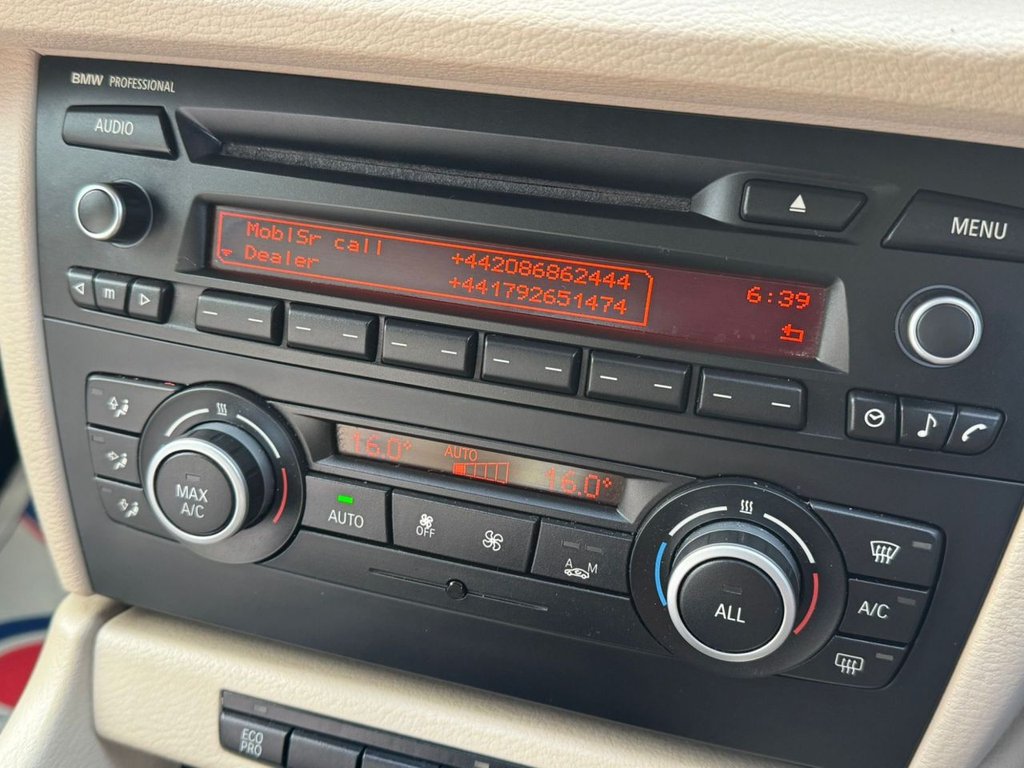 BMW PROFESSIONAL
AUDIO
MENU
MoblSr call +442086862444
Dealer +441792651474
6:39
m
16.0° AUTO 16.0°
MAX
A/C
AUTO
OFF
A M
ALL
A/C
ECO
PRO